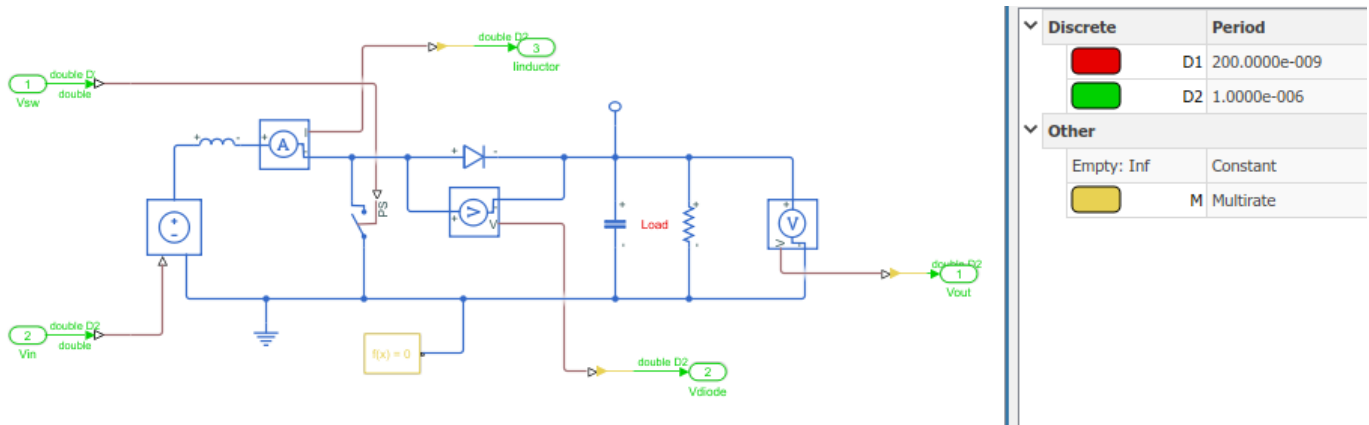 double D2
3
Iinductor
double D
1
double
Vsw
+ -
+
A
I
-
+ -
PS
+
V
-
V
+
-
Load
+
-
+
V
V
-
+
-
double D2
1
Vout
double D2
2
double
Vin
f(x) = 0
double D2
2
Vdiode
Discrete Period
D1 200.0000e-009
D2 1.0000e-006
Other
Empty: Inf Constant
M Multirate